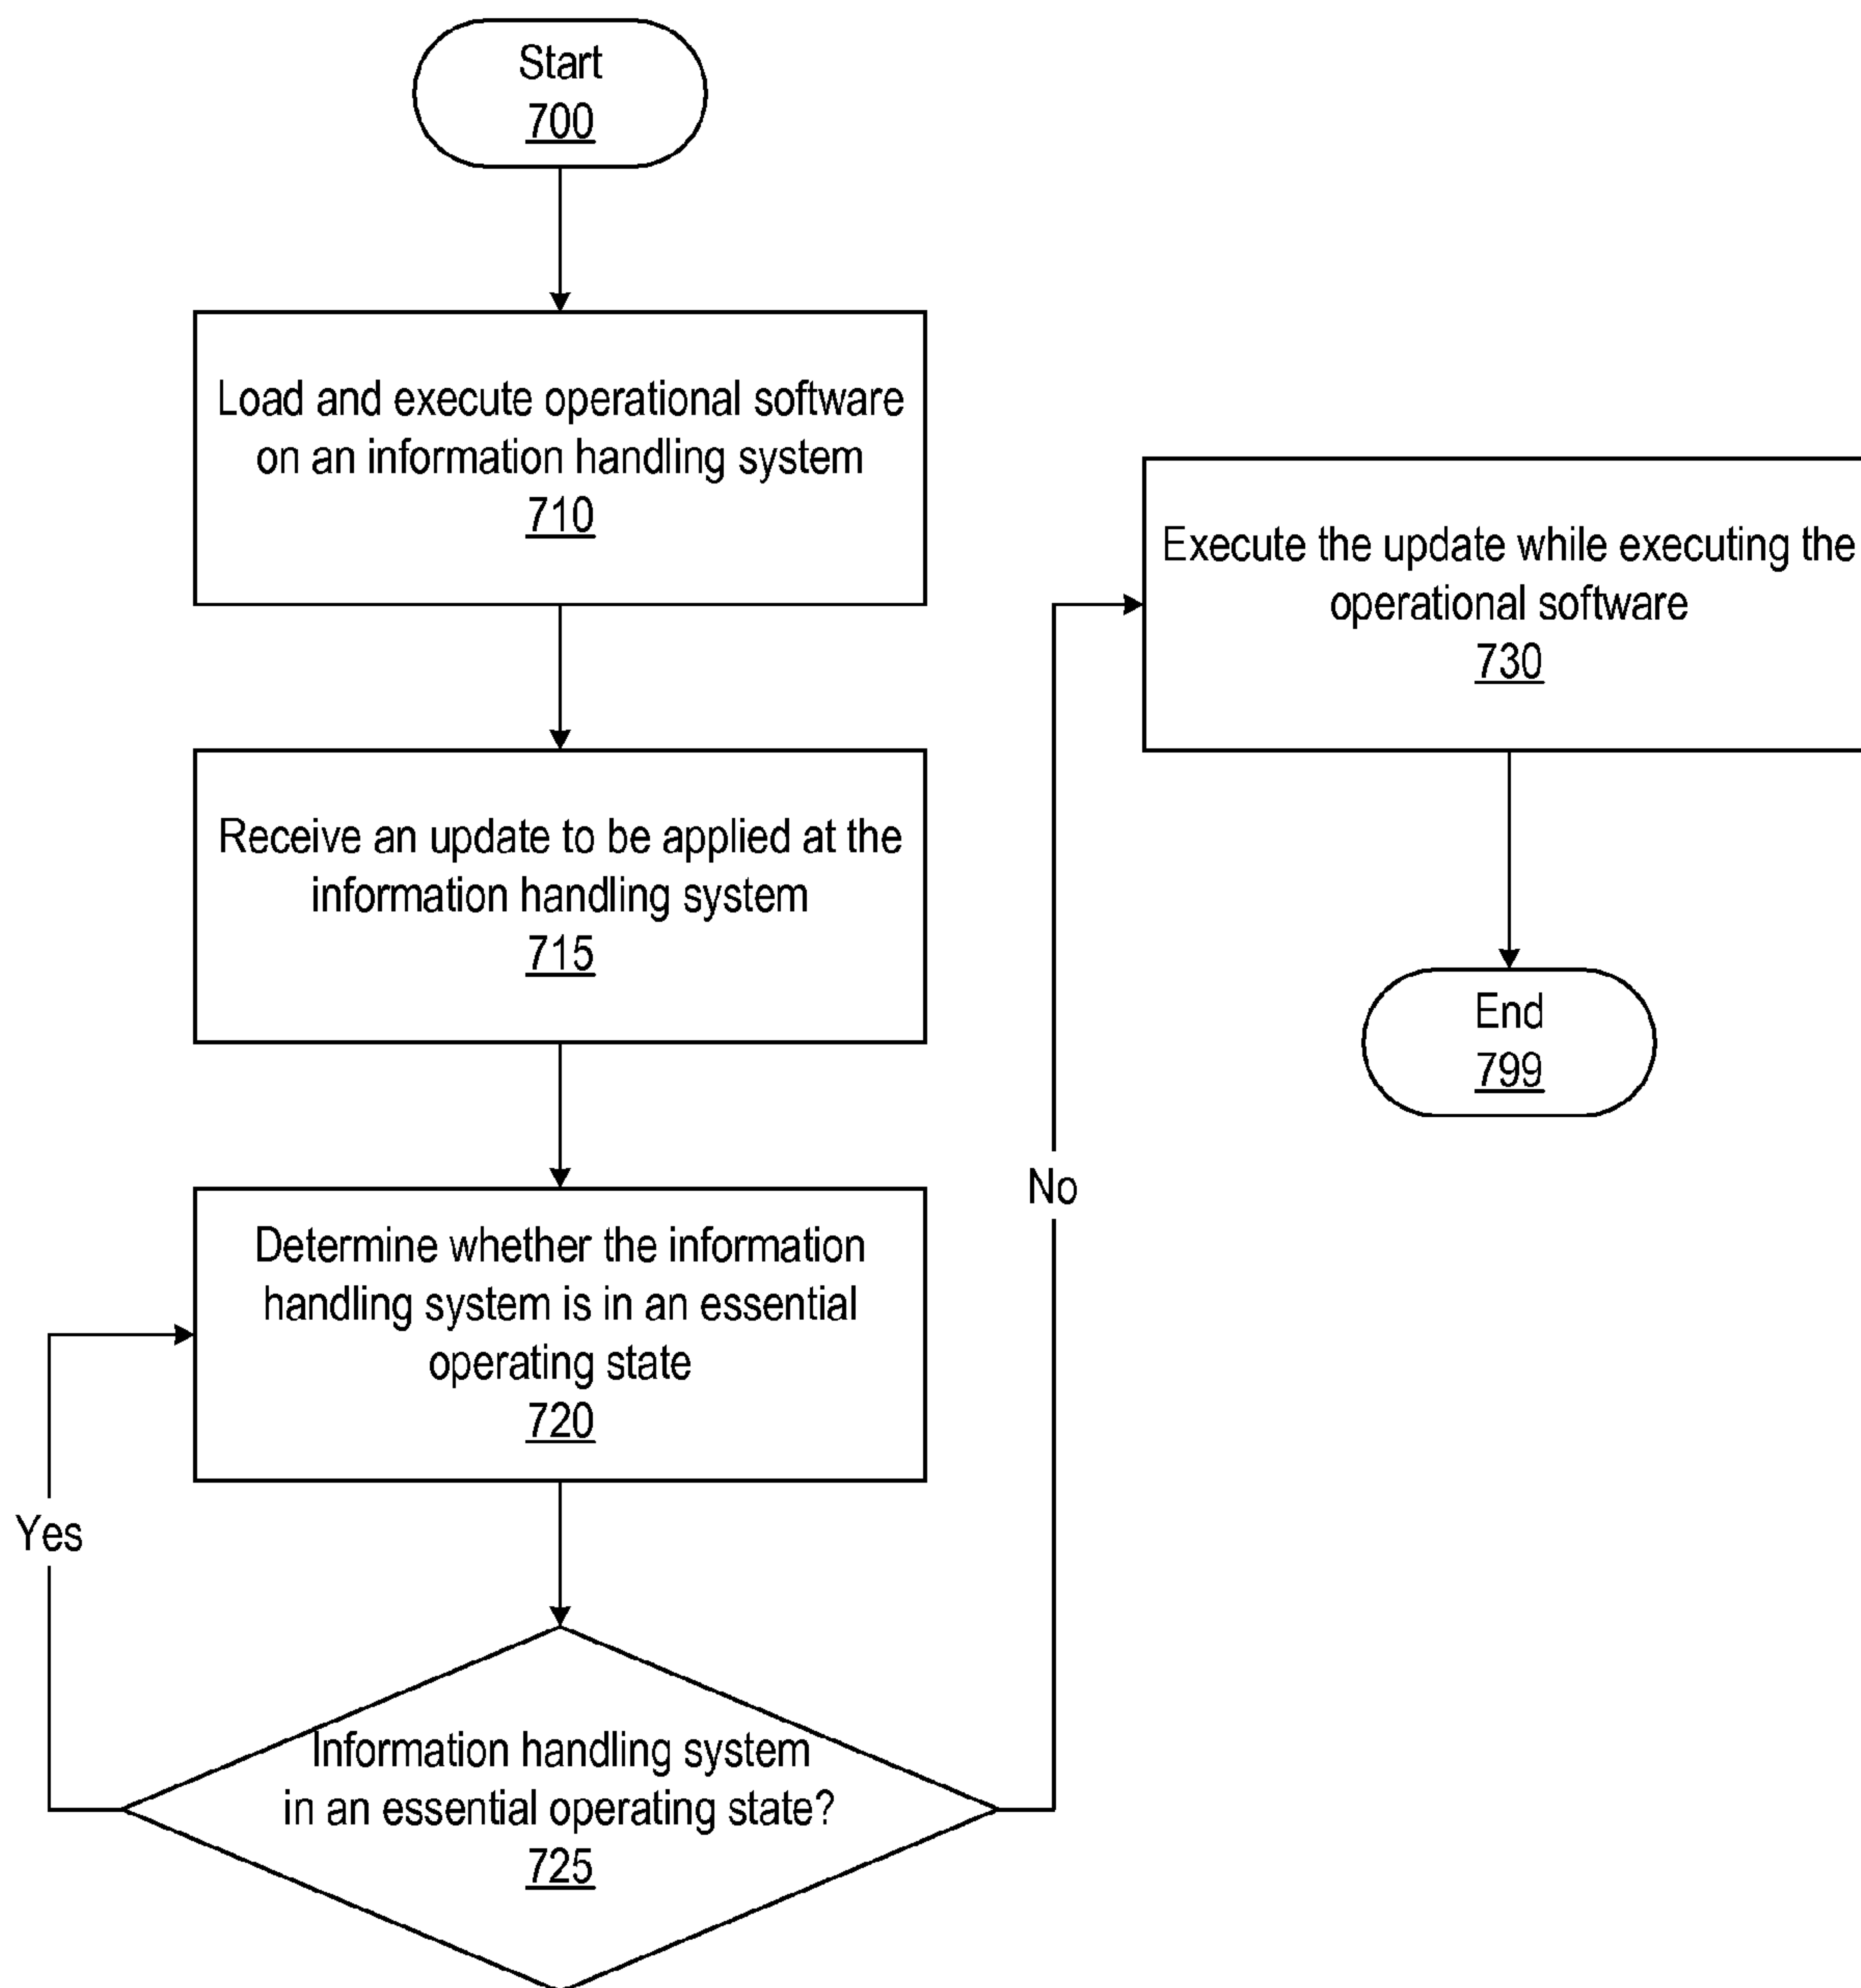 Start
700
Load and execute operational software
on an information handling system
710
Receive an update to be applied at the
information handling system
715
Determine whether the information
handling system is in an essential
operating state
720
Yes
Information handling system
in an essential operating state?
725
No
Execute the update while executing the
operational software
730
End
799